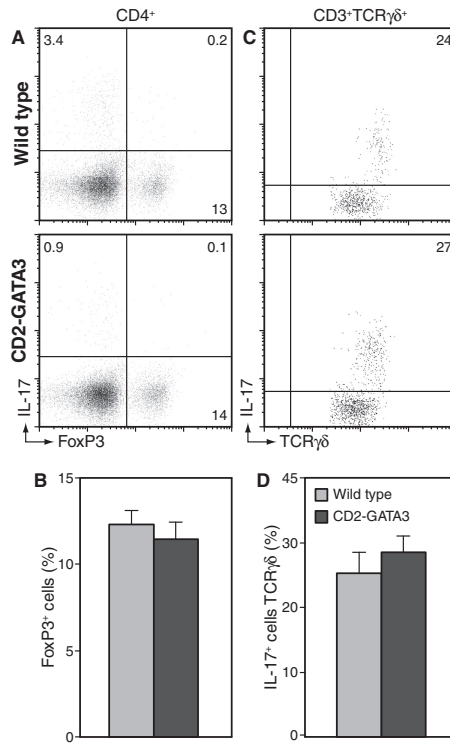 A
CD4⁺
C
CD3⁺TCRγδ⁺
Wild type
3.4
0.2
13
24
CD2-GATA3
0.9
0.1
14
27
IL-17
FoxP3
IL-17
TCRγδ
B
FoxP3⁺ cells (%)
15
10
5
0
D
IL-17⁺ cells TCRγδ (%)
45
30
15
0
Wild type
CD2-GATA3